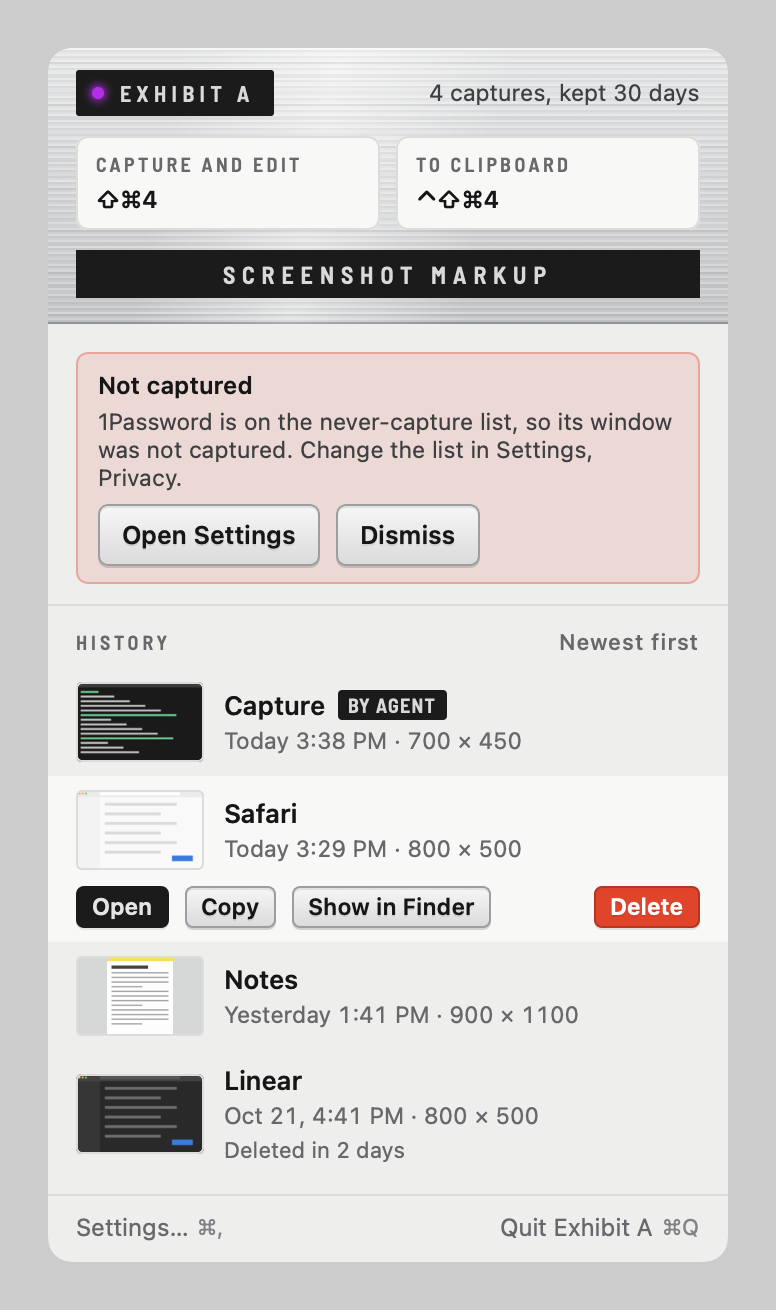 EXHIBIT A
4 captures, kept 30 days
CAPTURE AND EDIT
⇧⌘4
TO CLIPBOARD
⌃⇧⌘4
SCREENSHOT MARKUP
Not captured
1Password is on the never-capture list, so its window
was not captured. Change the list in Settings,
Privacy.
Open Settings
Dismiss
HISTORY
Newest first
Capture BY AGENT
Today 3:38 PM · 700 × 450
Safari
Today 3:29 PM · 800 × 500
Open
Copy
Show in Finder
Delete
Notes
Yesterday 1:41 PM · 900 × 1100
Linear
Oct 21, 4:41 PM · 800 × 500
Deleted in 2 days
Settings... ⌘,
Quit Exhibit A ⌘Q